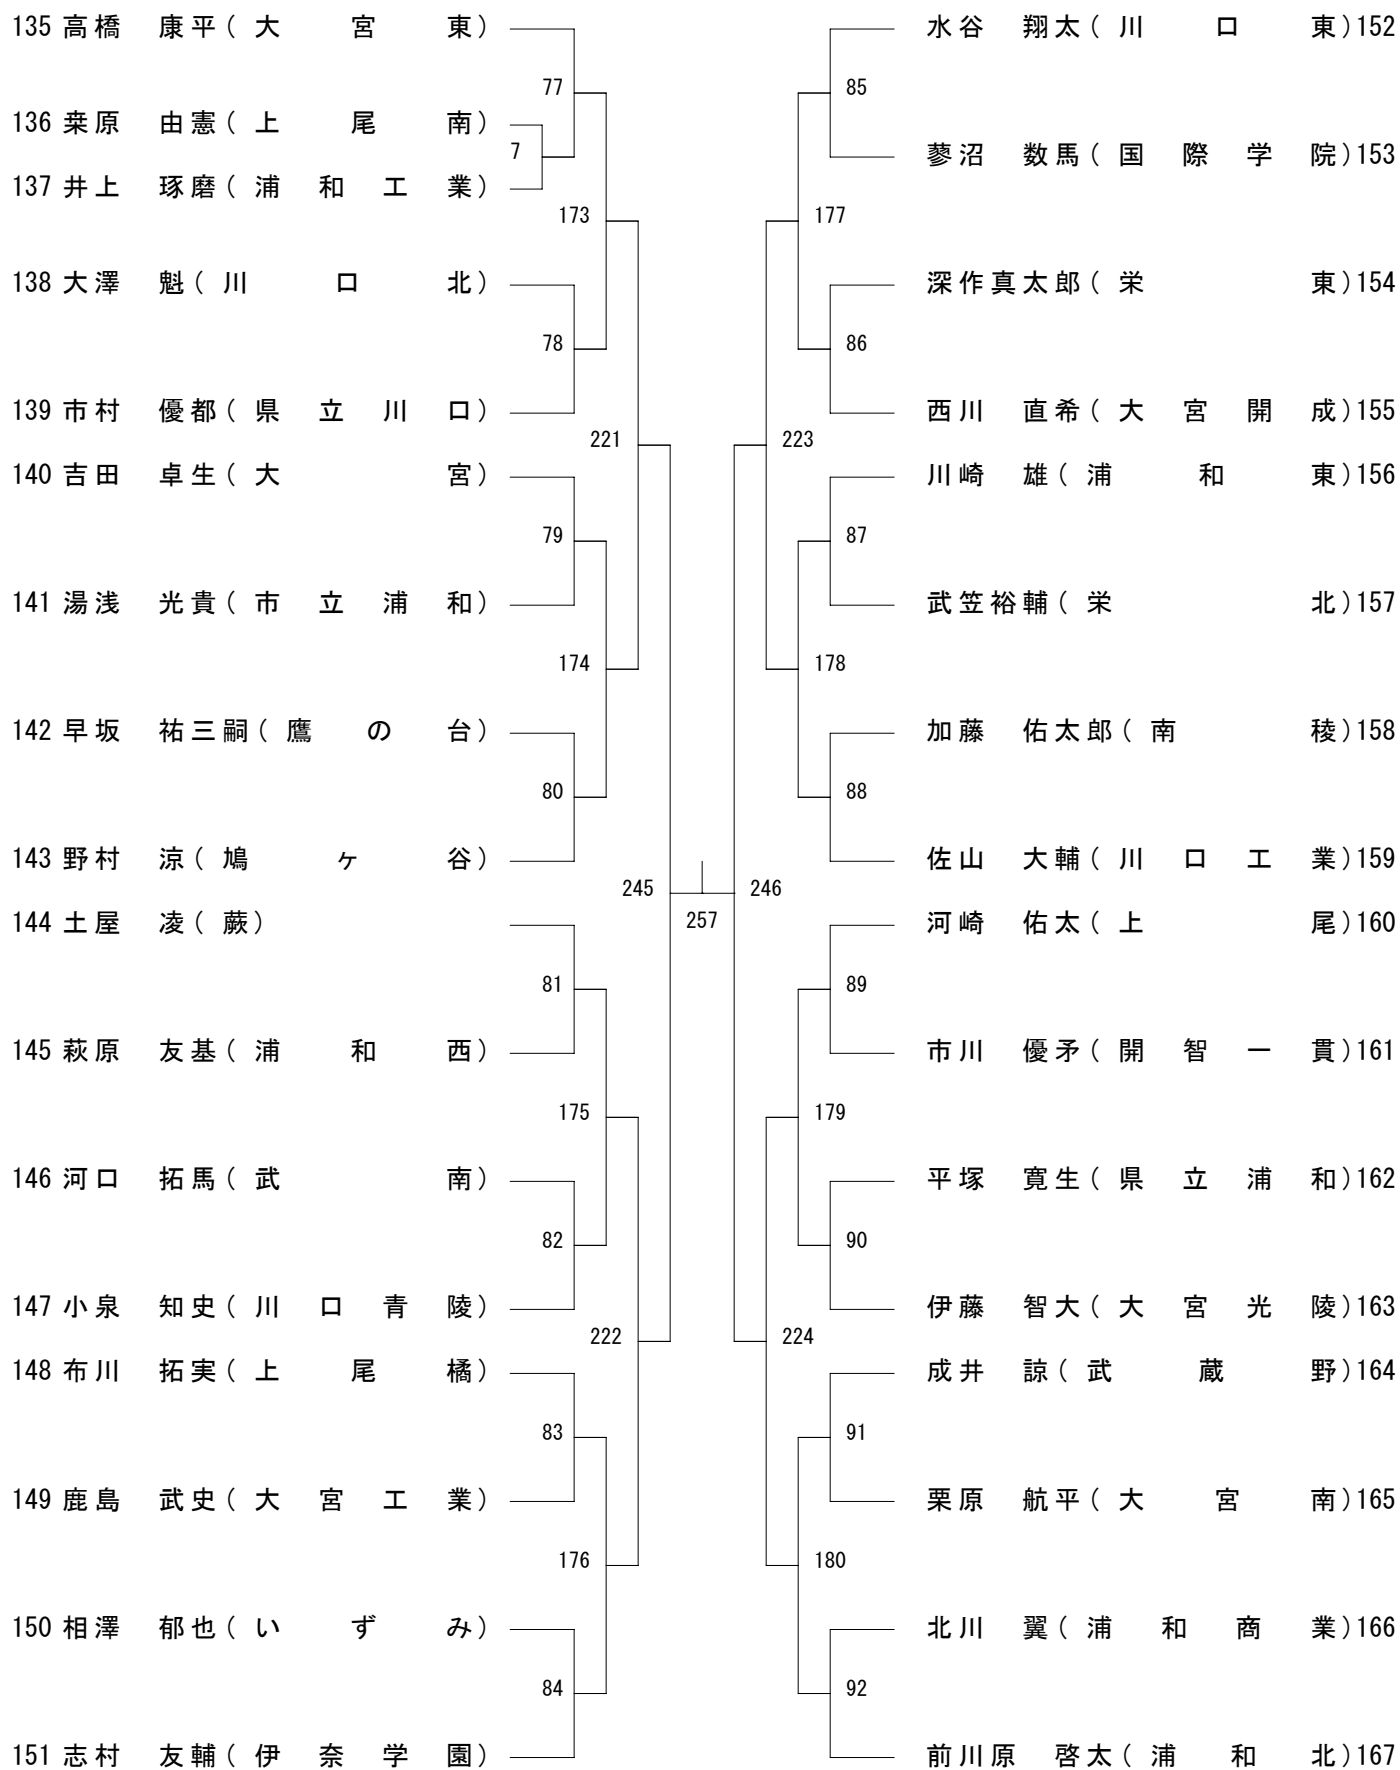 135 高橋 康平(大宮東)
77
136 桒原 由憲(上尾南)
7
137 井上 琢磨(浦和工業)
173
138 大澤 魁(川口北)
78
139 市村 優都(県立川口)
221
140 吉田 卓生(大宮)
79
141 湯浅 光貴(市立浦和)
174
142 早坂 祐三嗣(鷹の台)
80
143 野村 涼(鳩ヶ谷)
245
144 土屋 凌(蕨)
81
145 萩原 友基(浦和西)
175
146 河口 拓馬(武南)
82
147 小泉 知史(川口青陵)
222
148 布川 拓実(上尾橘)
83
149 鹿島 武史(大宮工業)
176
150 相澤 郁也(いずみ)
84
151 志村 友輔(伊奈学園)
257
水谷 翔太(川口東)152
85
蓼沼 数馬(国際学院)153
177
深作真太郎(栄東)154
86
西川 直希(大宮開成)155
223
川崎 雄(浦和東)156
87
武笠裕輔(栄北)157
178
加藤 佑太郎(南稜)158
88
佐山 大輔(川口工業)159
246
河崎 佑太(上尾)160
89
市川 優矛(開智一貫)161
179
平塚 寛生(県立浦和)162
90
伊藤 智大(大宮光陵)163
224
成井 諒(武蔵野)164
91
栗原 航平(大宮南)165
180
北川 翼(浦和商業)166
92
前川原 啓太(浦和北)167